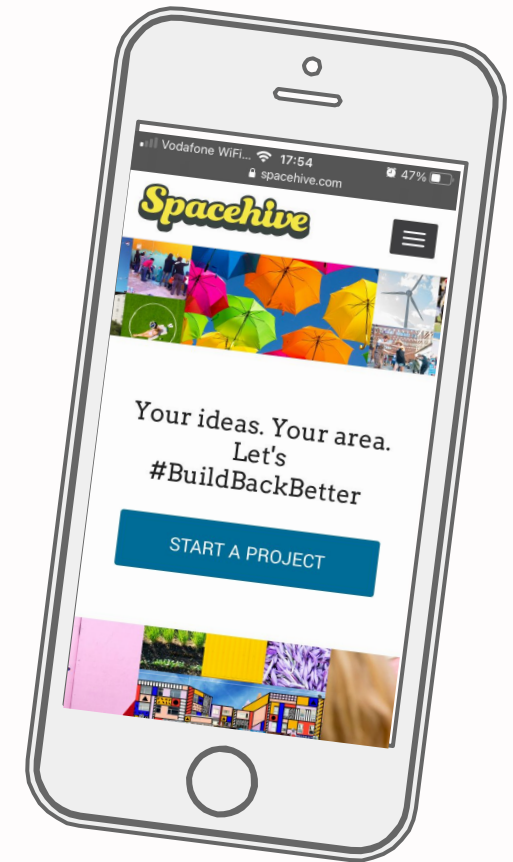 Vodafone WiFi... 17:54 47%
spacehive.com
Spacehive
Your ideas. Your area.
Let's
#BuildBackBetter
START A PROJECT